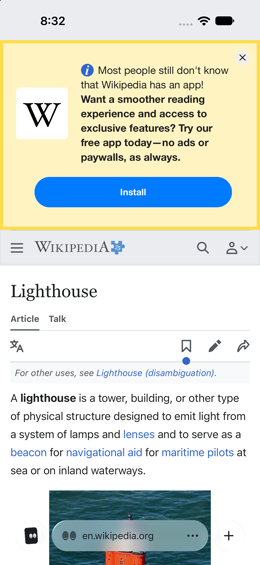 8:32
Most people still don't know
that Wikipedia has an app!
Want a smoother reading
experience and access to
exclusive features? Try our
free app today—no ads or
paywalls, as always.
W
Install
WIKIPEDIA
Lighthouse
Article Talk
For other uses, see Lighthouse (disambiguation).
A lighthouse is a tower, building, or other type
of physical structure designed to emit light from
a system of lamps and lenses and to serve as a
beacon for navigational aid for maritime pilots at
sea or on inland waterways.
en.wikipedia.org